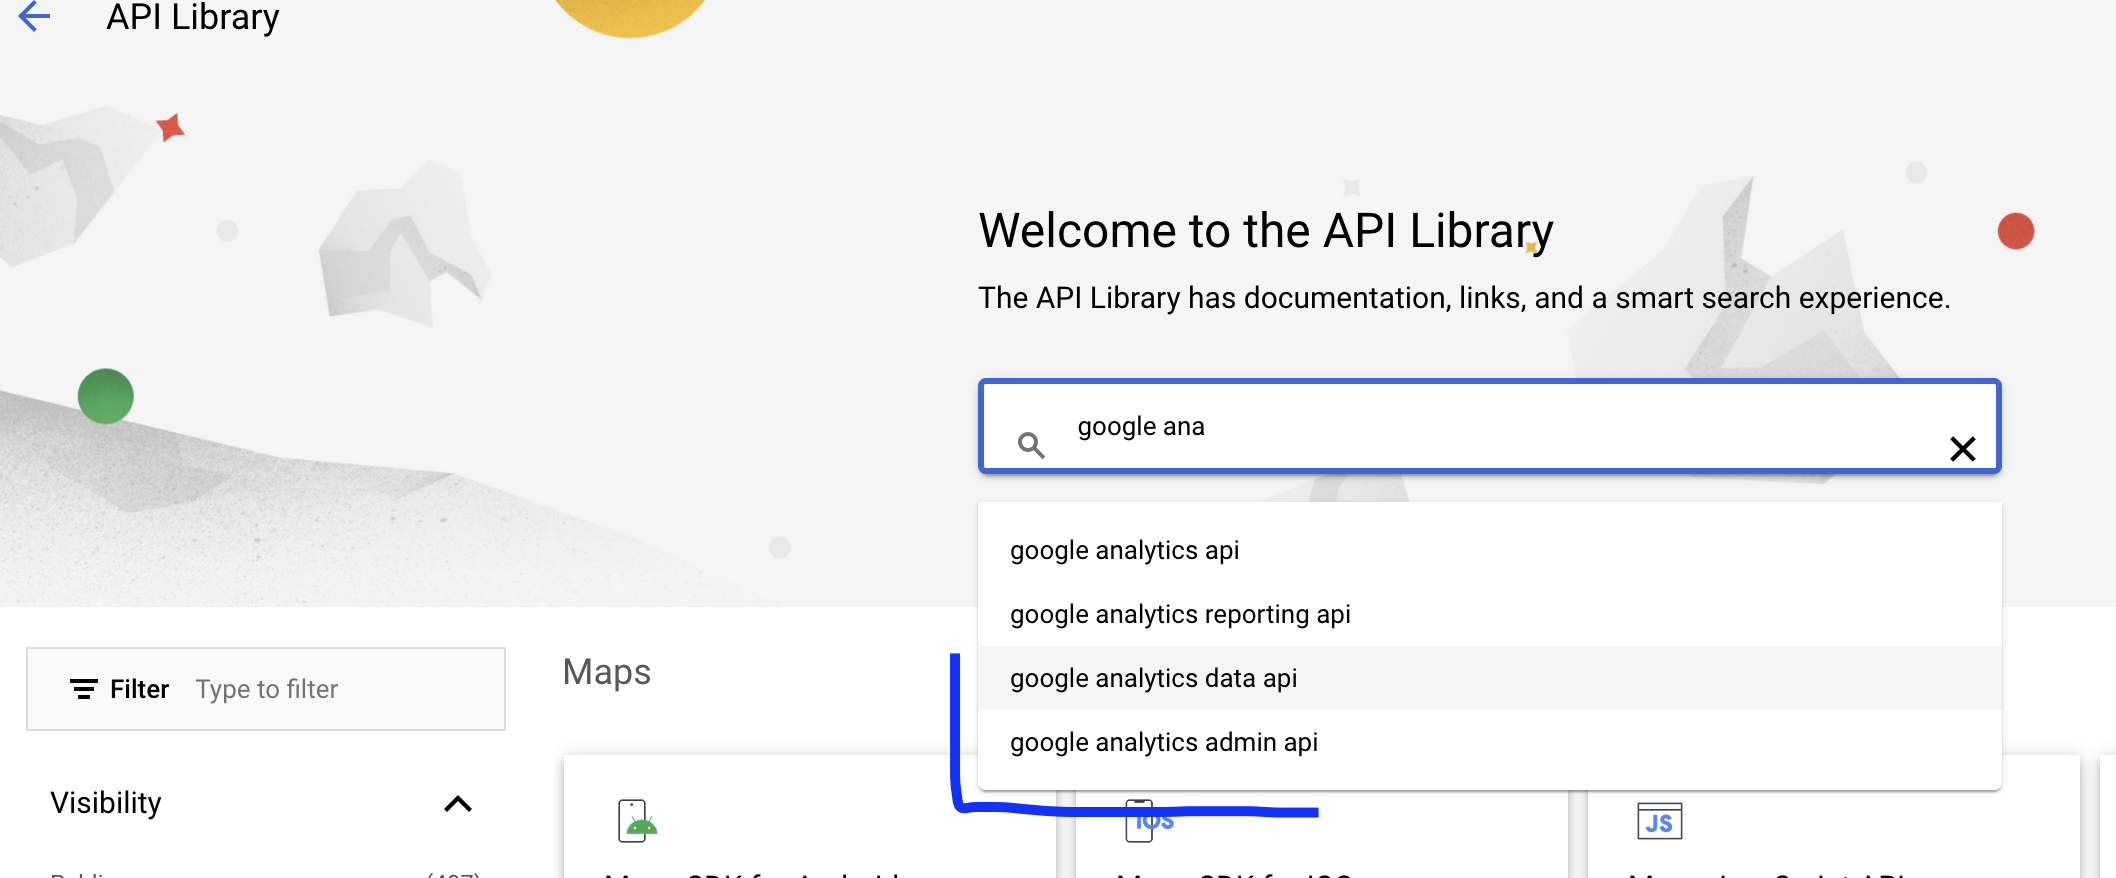 API Library
Welcome to the API Library
The API Library has documentation, links, and a smart search experience.
google ana
google analytics api
google analytics reporting api
google analytics data api
google analytics admin api
Filter Type to filter
Maps
Visibility
iOS
JS